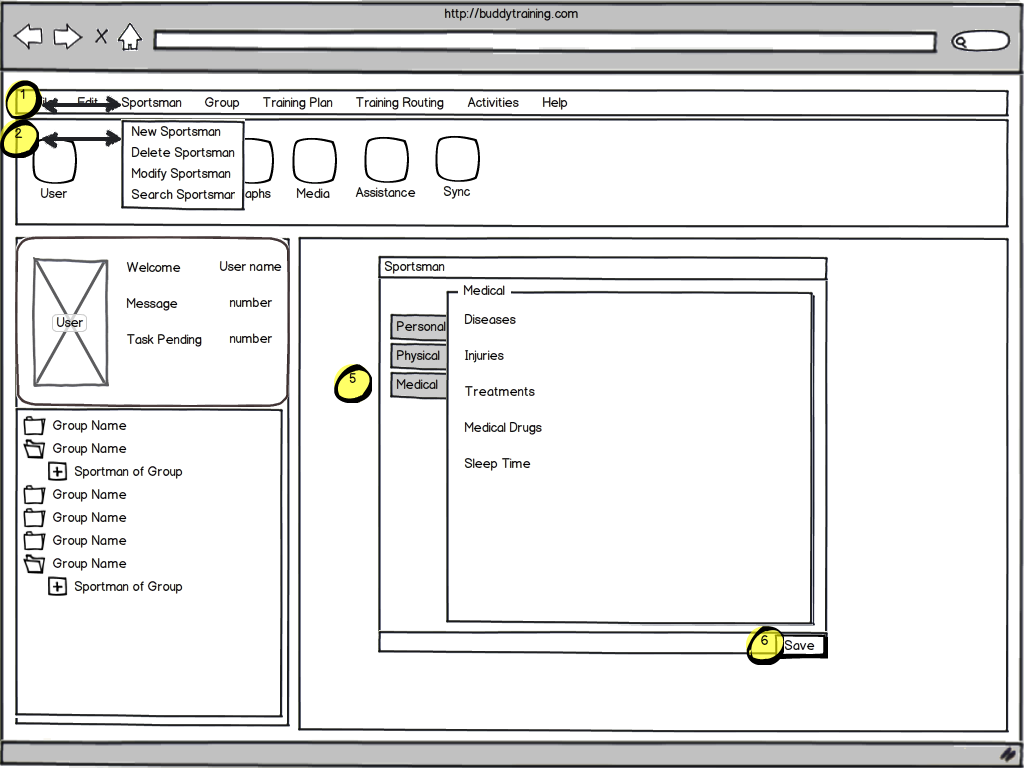 http://buddytraining.com
1
Edit Sportsman Group Training Plan Training Routing Activities Help
2
New Sportsman
Delete Sportsman
Modify Sportsman
Search Sportsmar
User aphs Media Assistance Sync
Welcome User name
Message number
User
Task Pending number
Group Name
Group Name
Sportman of Group
Group Name
Group Name
Group Name
Group Name
Sportman of Group
Sportsman
Medical
Personal
Physical
Medical
5
Diseases
Injuries
Treatments
Medical Drugs
Sleep Time
6
Save